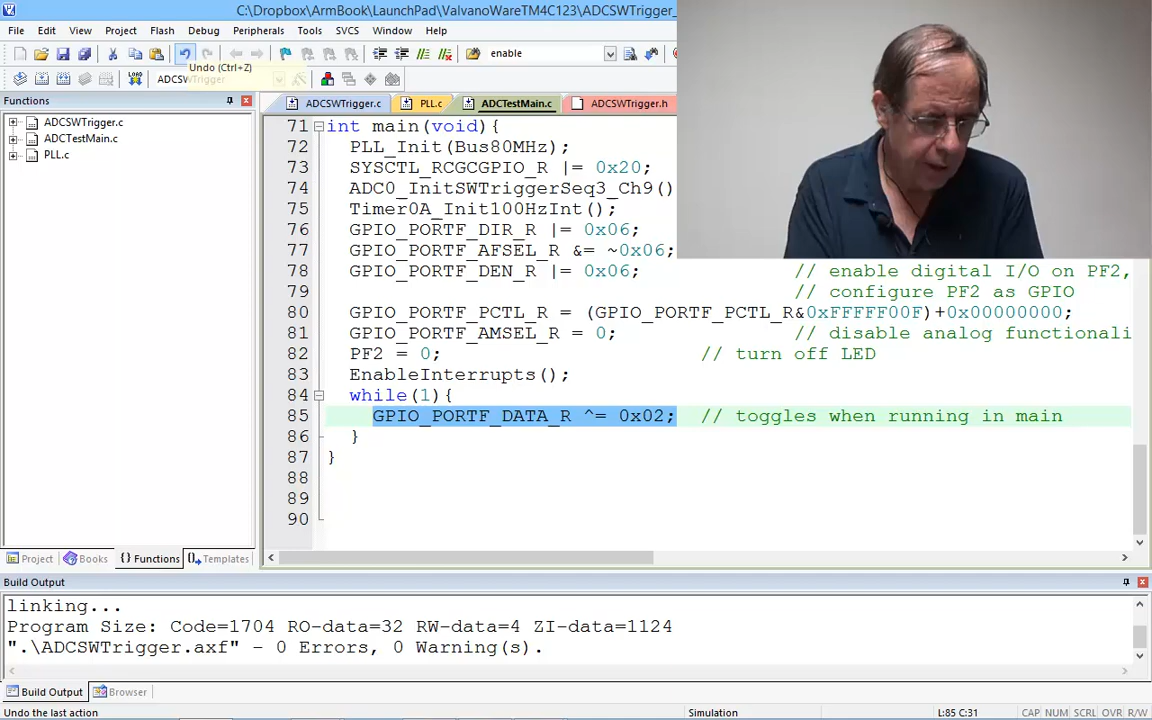 C:\Dropbox\ArmBook\LaunchPad\ValvanoWareTM4C123\ADCSWTrigger_
File Edit View Project Flash Debug Peripherals Tools SVCS Window Help
enable
Undo (Ctrl+Z)
Functions
ADCSWTrigger.c PLL.c ADCTestMain.c ADCSWTrigger.h
ADCSWTrigger.c
ADCTestMain.c
PLL.c
71 int main(void){
72 PLL_Init(Bus80MHz);
73 SYSCTL_RCGCGPIO_R |= 0x20;
74 ADC0_InitSWTriggerSeq3_Ch9()
75 Timer0A_Init100HzInt();
76 GPIO_PORTF_DIR_R |= 0x06;
77 GPIO_PORTF_AFSEL_R &= ~0x06;
78 GPIO_PORTF_DEN_R |= 0x06; // enable digital I/O on PF2,
79 // configure PF2 as GPIO
80 GPIO_PORTF_PCTL_R = (GPIO_PORTF_PCTL_R&0xFFFFF00F)+0x00000000;
81 GPIO_PORTF_AMSEL_R = 0; // disable analog functionali
82 PF2 = 0; // turn off LED
83 EnableInterrupts();
84 while(1){
85 GPIO_PORTF_DATA_R ^= 0x02; // toggles when running in main
86 }
87 }
88
89
90
Project Books {} Functions Templates
Build Output
linking...
Program Size: Code=1704 RO-data=32 RW-data=4 ZI-data=1124
".\ADCSWTrigger.axf" - 0 Errors, 0 Warning(s).
Build Output Browser
Undo the last action Simulation L:85 C:31 CAP NUM SCRL OVR R/W